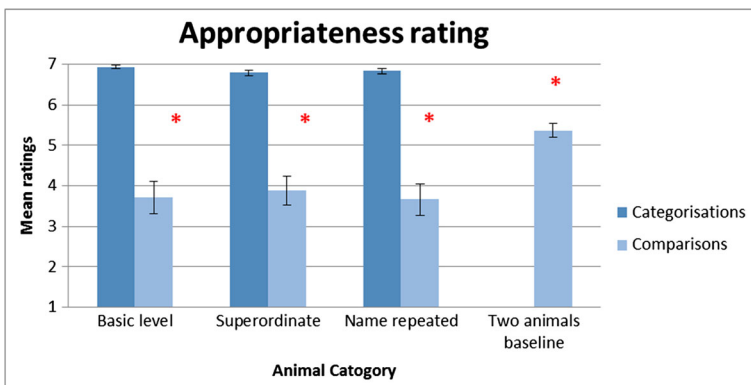 Appropriateness rating
7
6
5
4
3
2
1
Mean ratings
*
*
*
*
Basic level
Superordinate
Name repeated
Two animals
baseline
Animal Catogory
Categorisations
Comparisons